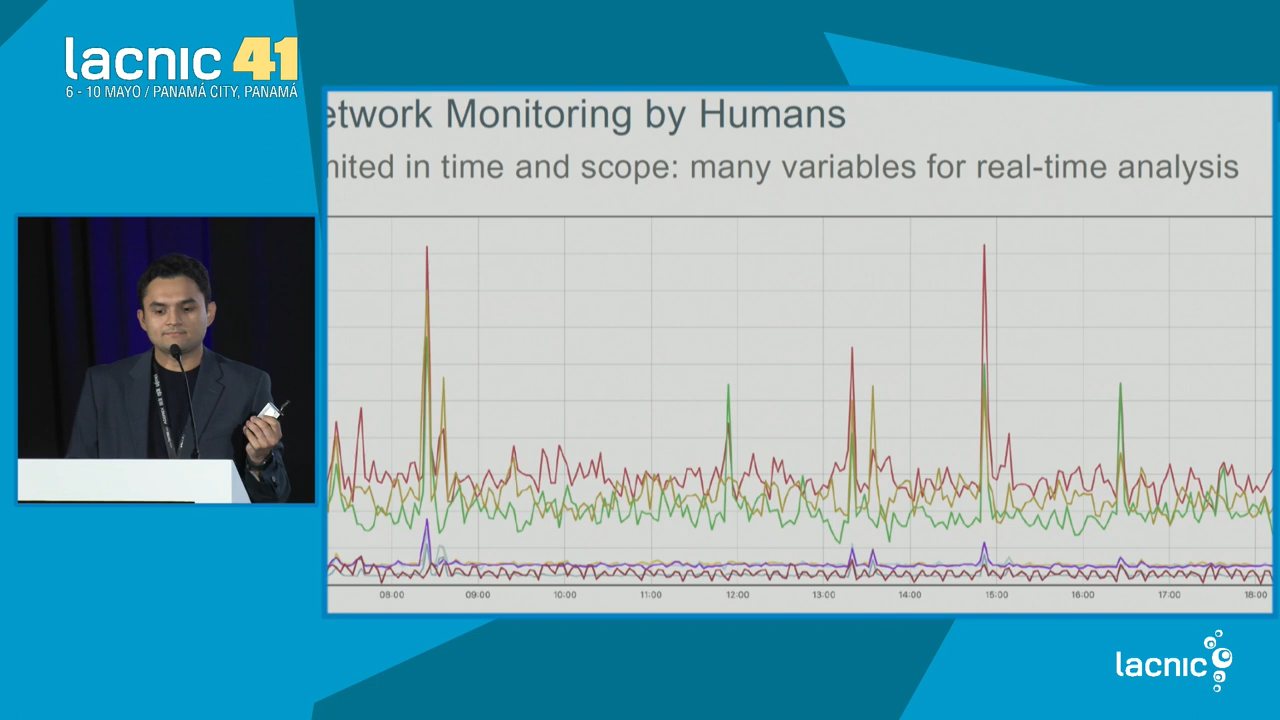 lacnic 41
6 - 10 MAYO / PANAMÁ CITY, PANAMÁ
etwork Monitoring by Humans
nited in time and scope: many variables for real-time analysis
08:00 09:00 10:00 11:00 12:00 13:00 14:00 15:00 16:00 17:00 18:00
lacnic